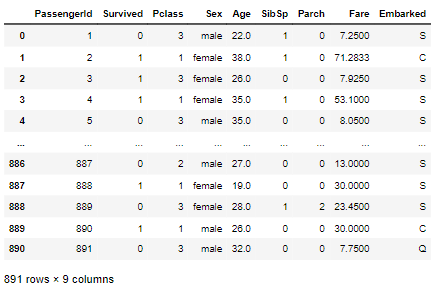 PassengerId Survived Pclass Sex Age SibSp Parch Fare Embarked
0 1 0 3 male 22.0 1 0 7.2500 S
1 2 1 1 female 38.0 1 0 71.2833 C
2 3 1 3 female 26.0 0 0 7.9250 S
3 4 1 1 female 35.0 1 0 53.1000 S
4 5 0 3 male 35.0 0 0 8.0500 S
... ... ... ... ... ... ... ... ... ...
886 887 0 2 male 27.0 0 0 13.0000 S
887 888 1 1 female 19.0 0 0 30.0000 S
888 889 0 3 female 28.0 1 2 23.4500 S
889 890 1 1 male 26.0 0 0 30.0000 C
890 891 0 3 male 32.0 0 0 7.7500 Q
891 rows × 9 columns